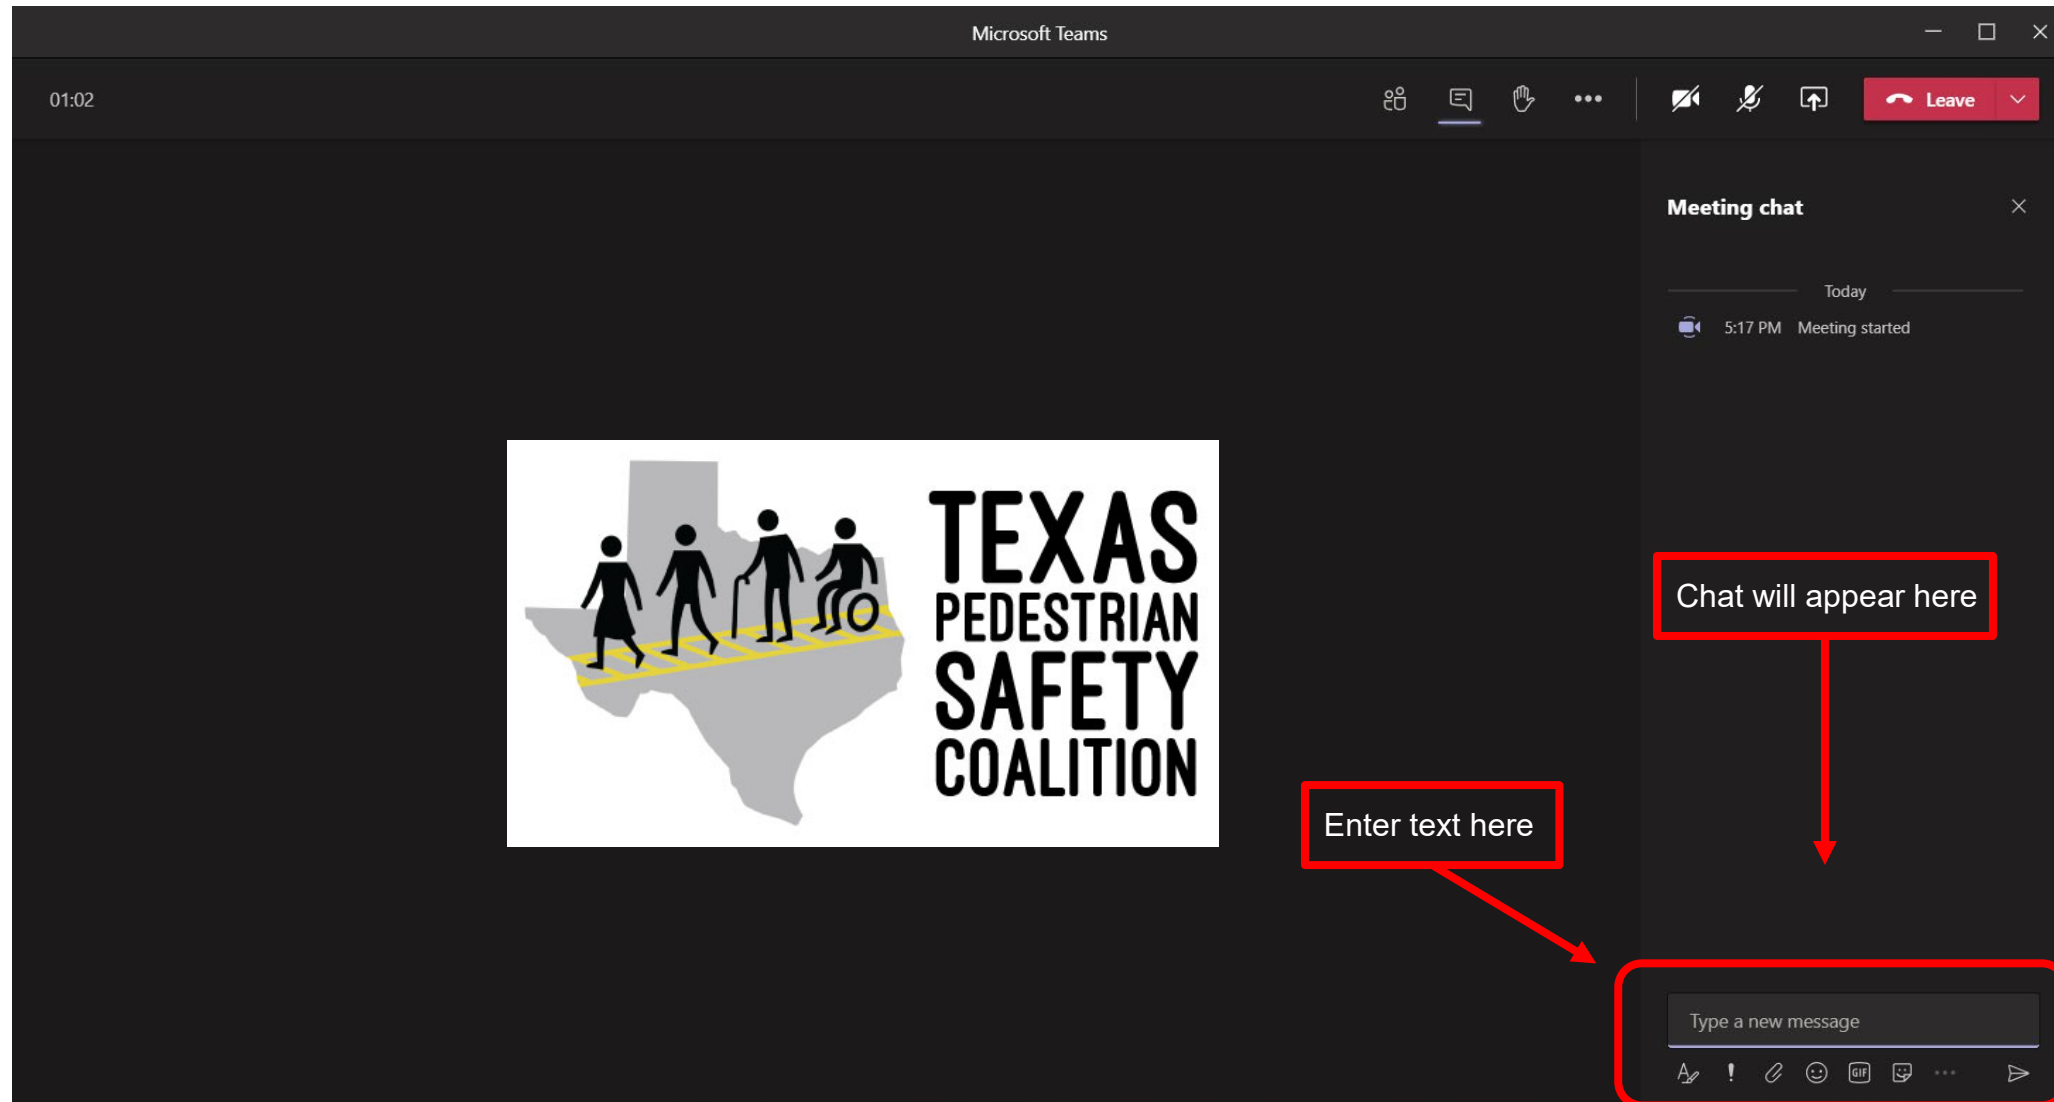 Microsoft Teams
01:02
Leave
Meeting chat
Today
5:17 PM Meeting started
TEXAS
PEDESTRIAN
SAFETY
COALITION
Chat will appear here
Enter text here
Type a new message
GIF